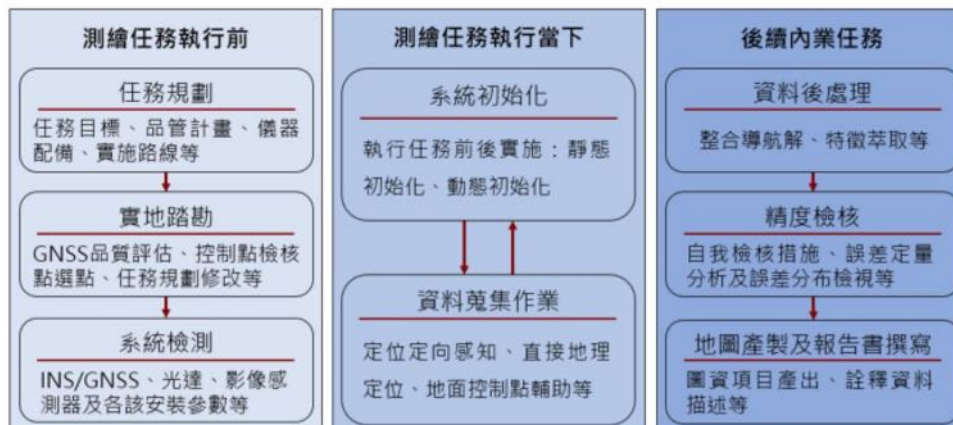 測繪任務執行前
任務規劃
任務目標、品管計畫、儀器
配備、實施路線等
實地踏勘
GNSS品質評估、控制點檢核
點選點、任務規劃修改等
系統檢測
INS/GNSS、光達、影像感
測器及各該安裝參數等
測繪任務執行當下
系統初始化
執行任務前後實施：靜態
初始化、動態初始化
資料蒐集作業
定位定向感知、直接地理
定位、地面控制點輔助等
後續內業任務
資料後處理
整合導航解、特徵萃取等
精度檢核
自我檢核措施、誤差定量
分析及誤差分布檢視等
地圖產製及報告書撰寫
圖資項目產出、詮釋資料
描述等